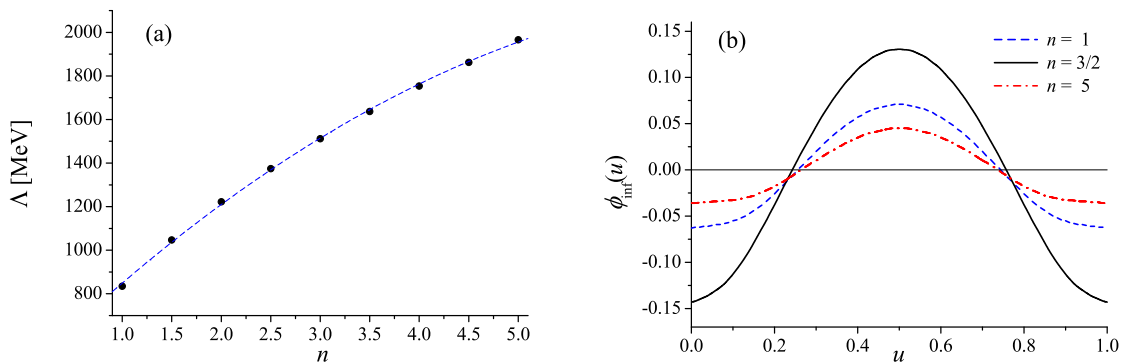 (a)
Λ [MeV]
2000
1800
1600
1400
1200
1000
800
1.0 1.5 2.0 2.5 3.0 3.5 4.0 4.5 5.0
n
(b)
n = 1
n = 3/2
n = 5
ϕinf(u)
0.15
0.10
0.05
0.00
-0.05
-0.10
-0.15
0.0 0.2 0.4 0.6 0.8 1.0
u